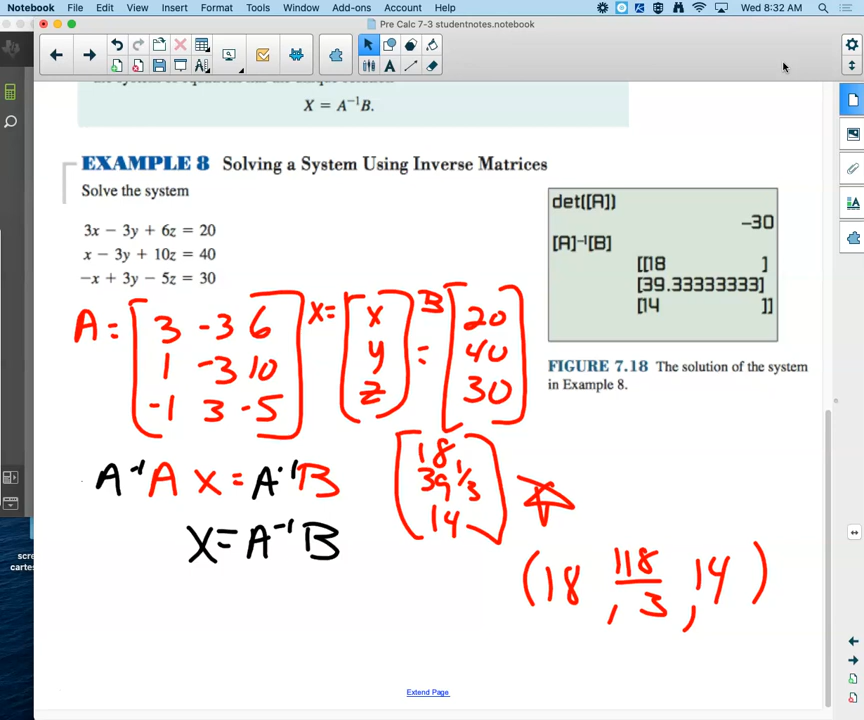 Notebook File Edit View Insert Format Tools Window Add-ons Account Help Wed 8:32 AM
Pre Calc 7-3 studentnotes.notebook
X = A⁻¹B.
EXAMPLE 8 Solving a System Using Inverse Matrices
Solve the system
3x − 3y + 6z = 20
x − 3y + 10z = 40
−x + 3y − 5z = 30
det([A])
-30
[A]⁻¹[B]
[[18 ]
[39.33333333]
[14 ]]
FIGURE 7.18 The solution of the system
in Example 8.
A = [3 -3 6 X = [x = B [20
1 -3 10 y 40
-1 3 -5] z] 30]
A⁻¹A X = A⁻¹B
X = A⁻¹B
[18
39 1/3
14]
(18, 118/3, 14)
Extend Page
scre
cartes